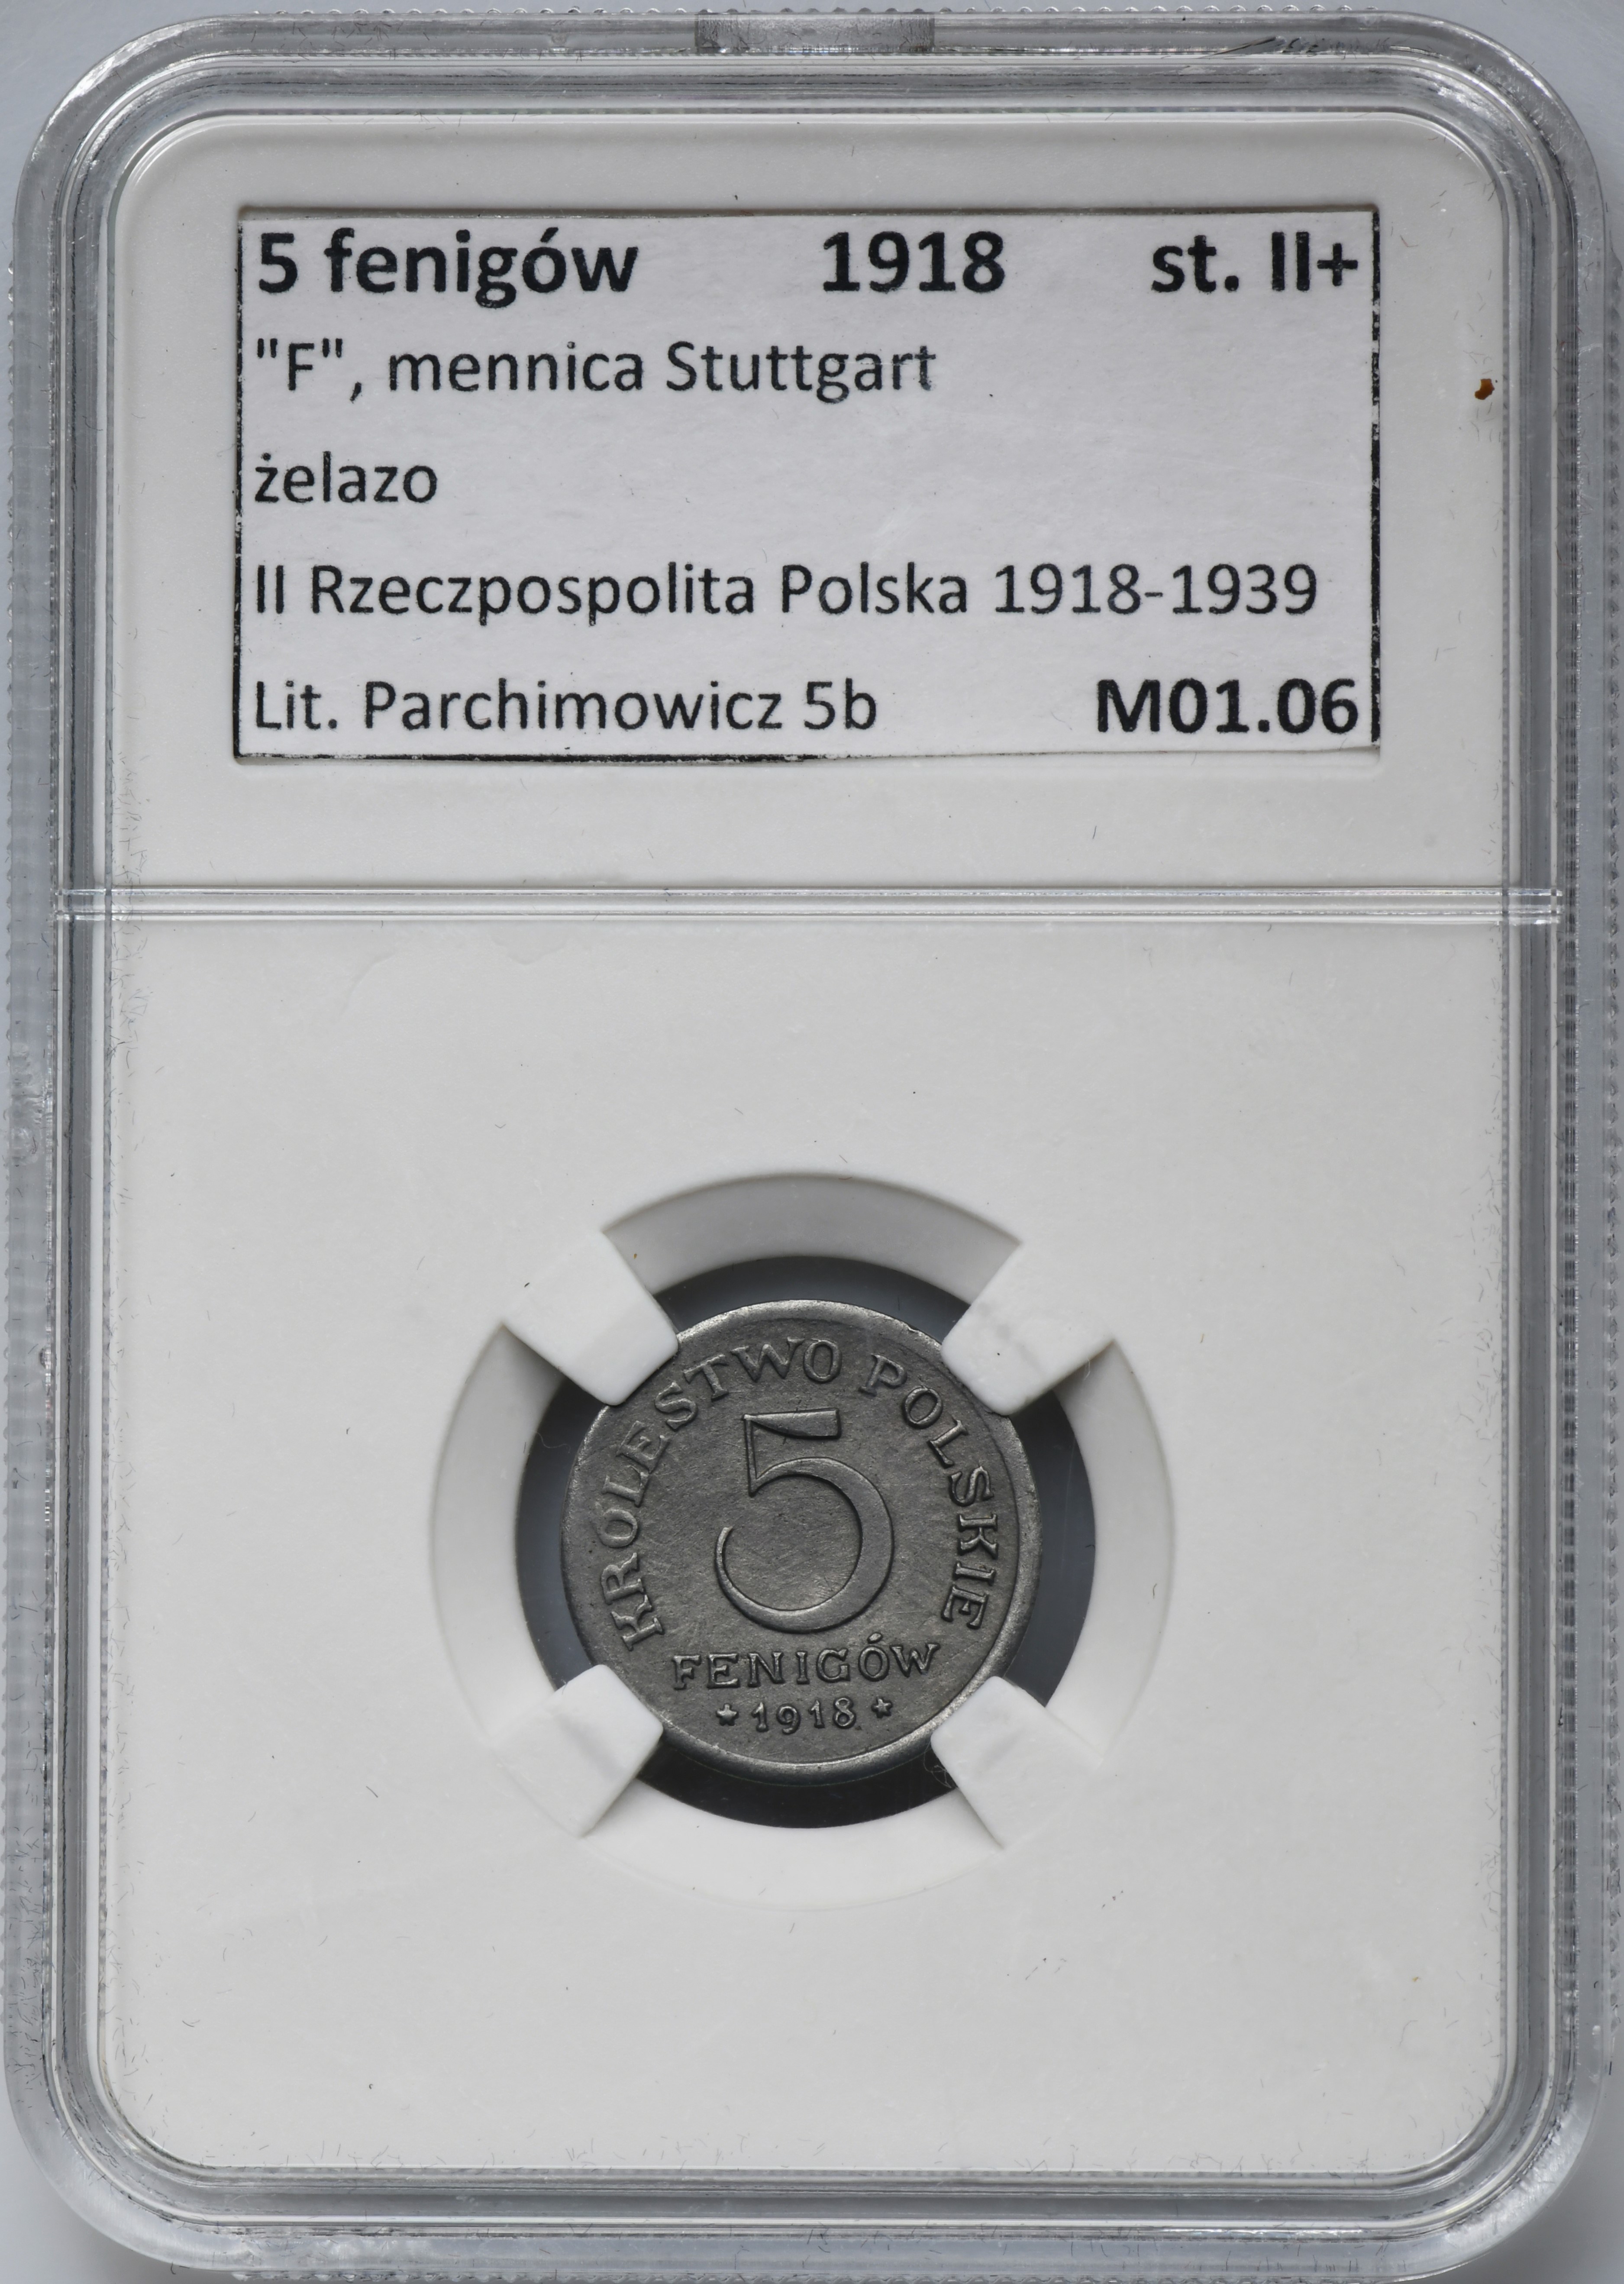 5 fenigów 1918 st. II+
"F", mennica Stuttgart
żelazo
II Rzeczpospolita Polska 1918-1939
Lit. Parchimowicz 5b M01.06
KRÓLESTWO POLSKIE
5
FENIGÓW
★ 1918 ★